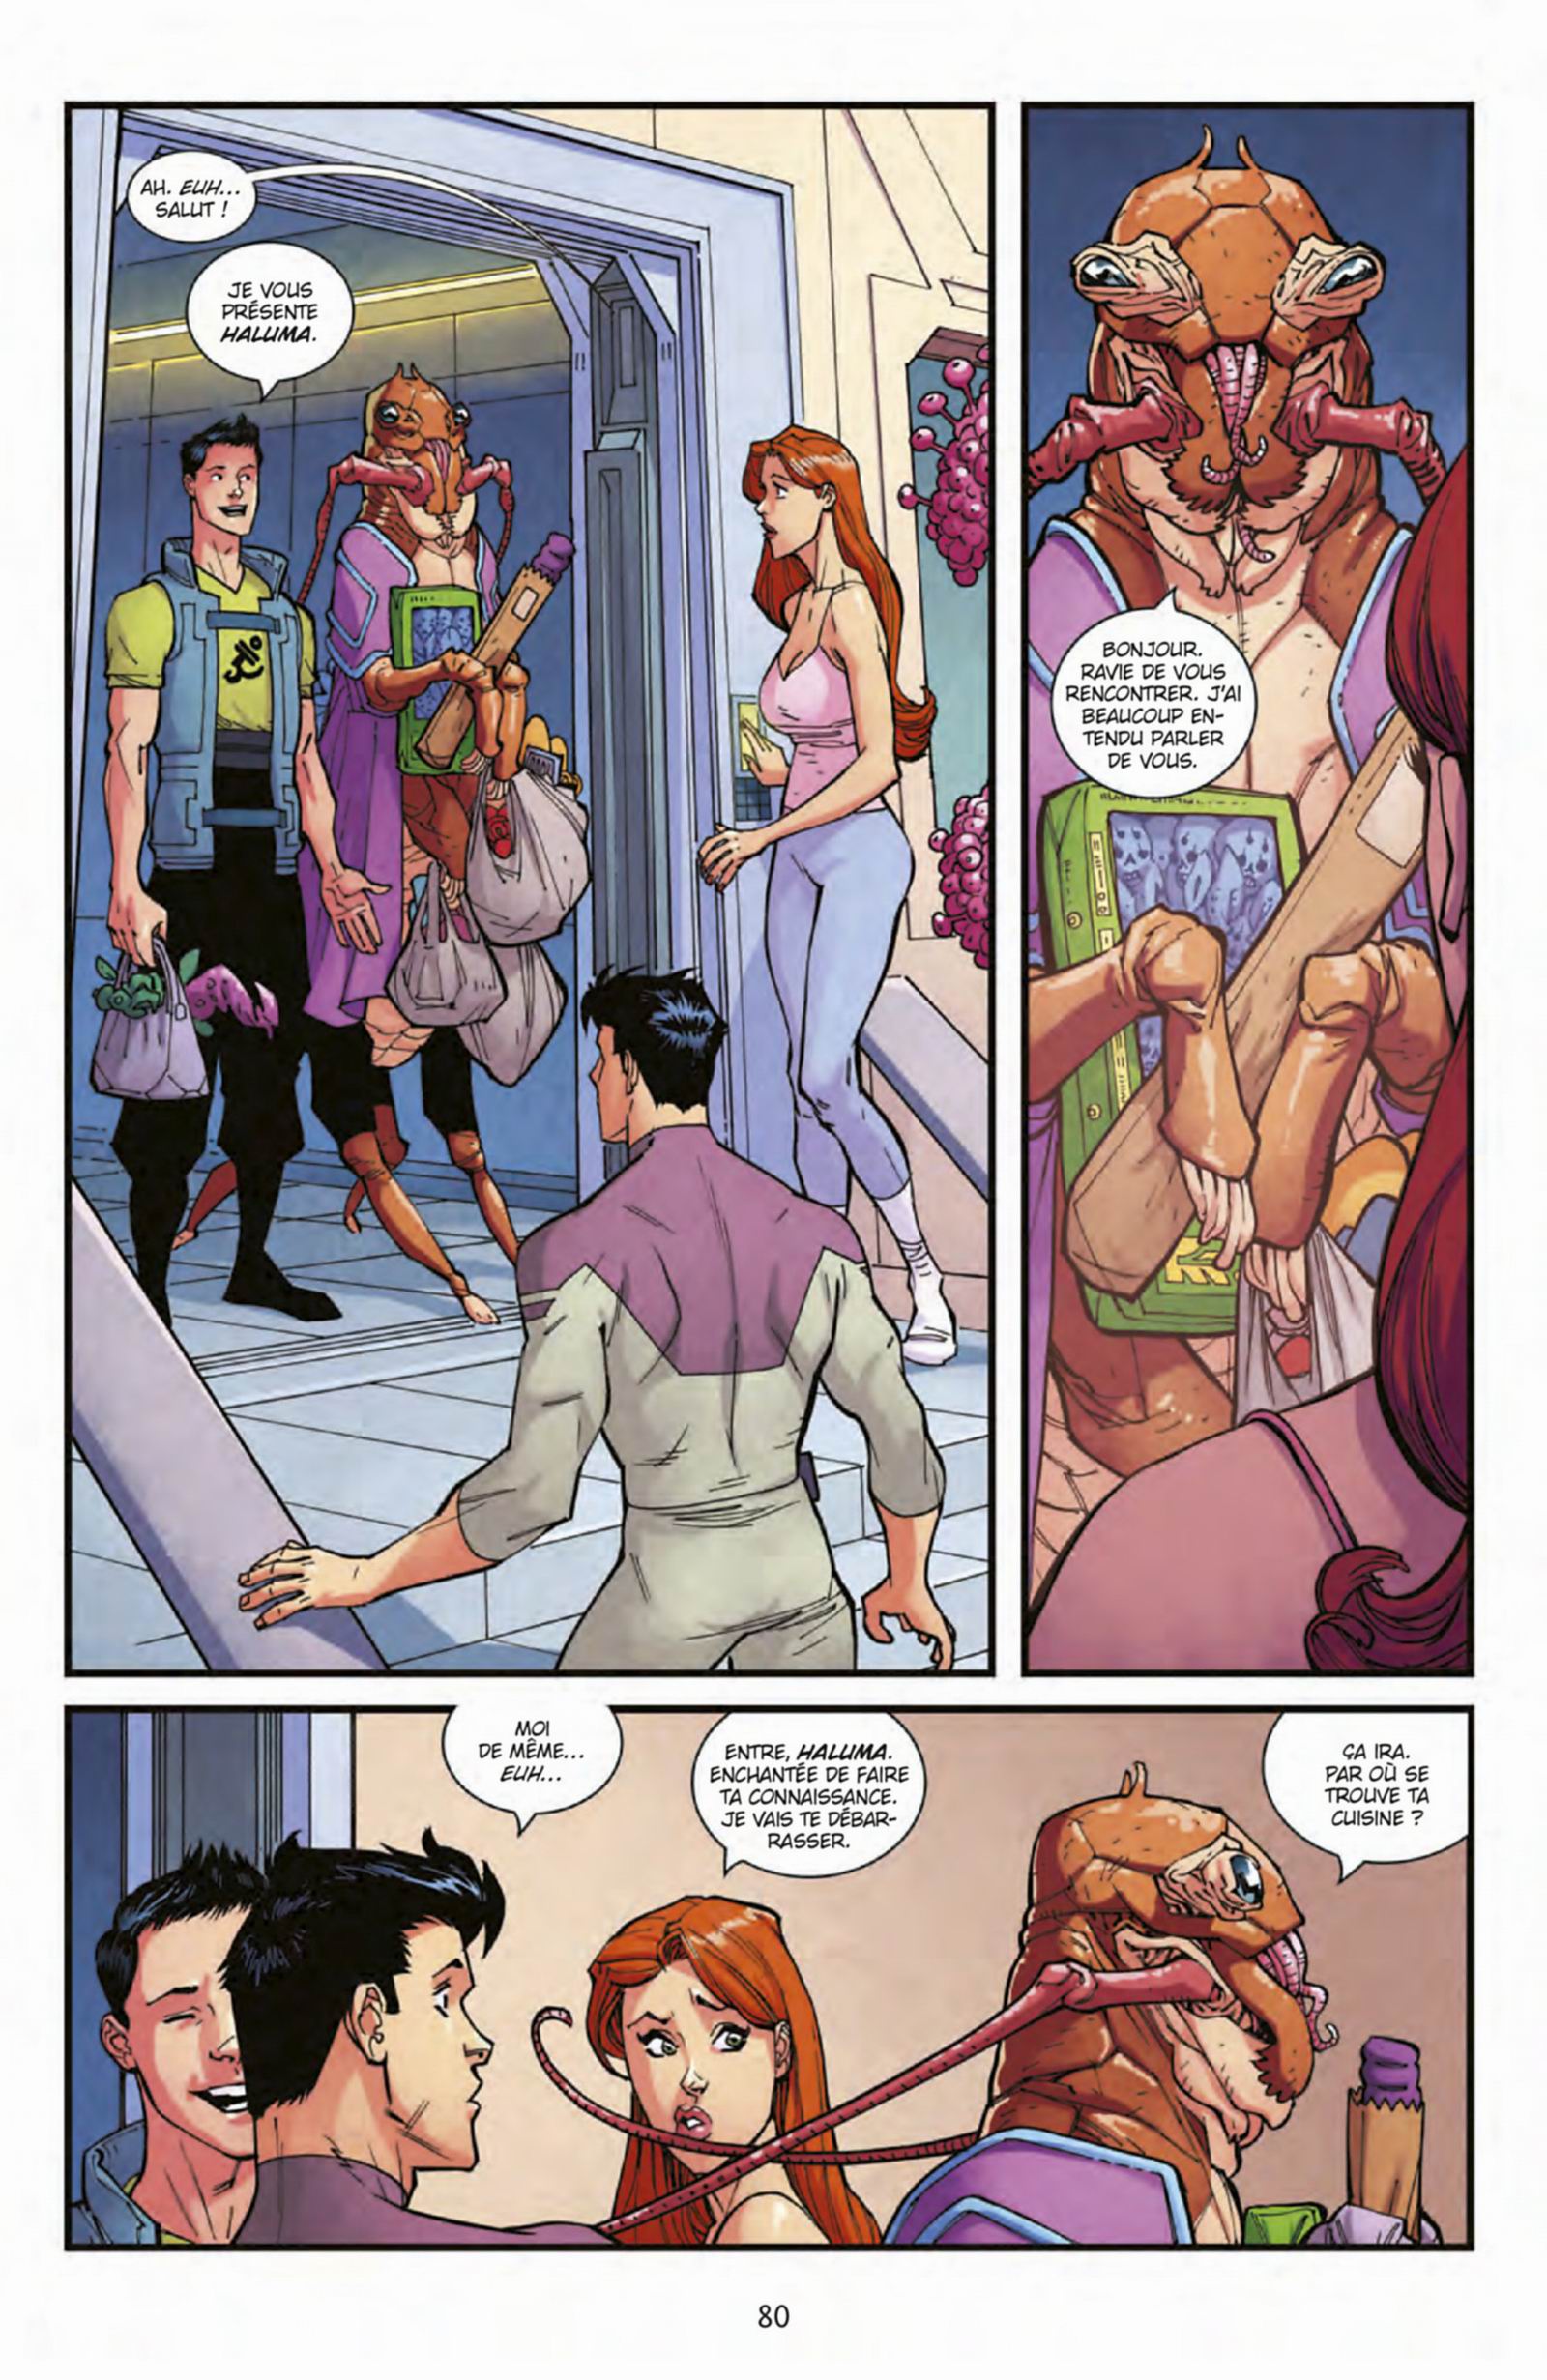 AH. EUH...
SALUT !
JE VOUS
PRÉSENTE
HALUMA.
BONJOUR.
RAVIE DE VOUS
RENCONTRER. J'AI
BEAUCOUP EN-
TENDU PARLER
DE VOUS.
MOI
DE MÊME...
EUH...
ENTRE, HALUMA.
ENCHANTÉE DE FAIRE
TA CONNAISSANCE.
JE VAIS TE DÉBAR-
RASSER.
ÇA IRA.
PAR OÙ SE
TROUVE TA
CUISINE ?
80